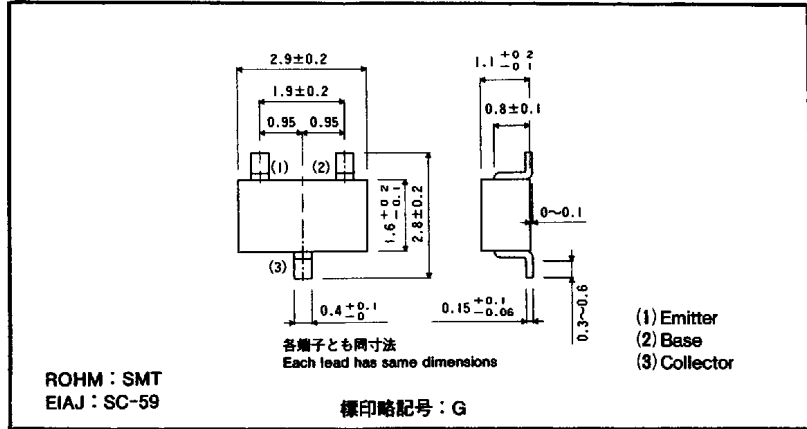 2.9±0.2
1.9±0.2
0.95 0.95
(1) (2)
(3)
1.6 +0.2 -0.1
2.8±0.2
0.4 +0.1 -0
各端子とも同寸法
Each lead has same dimensions
1.1 +0.2 -0.1
0.8±0.1
0~0.1
0.15 +0.1 -0.06
0.3~0.6
(1) Emitter
(2) Base
(3) Collector
ROHM : SMT
EIAJ : SC-59
標印略記号 : G